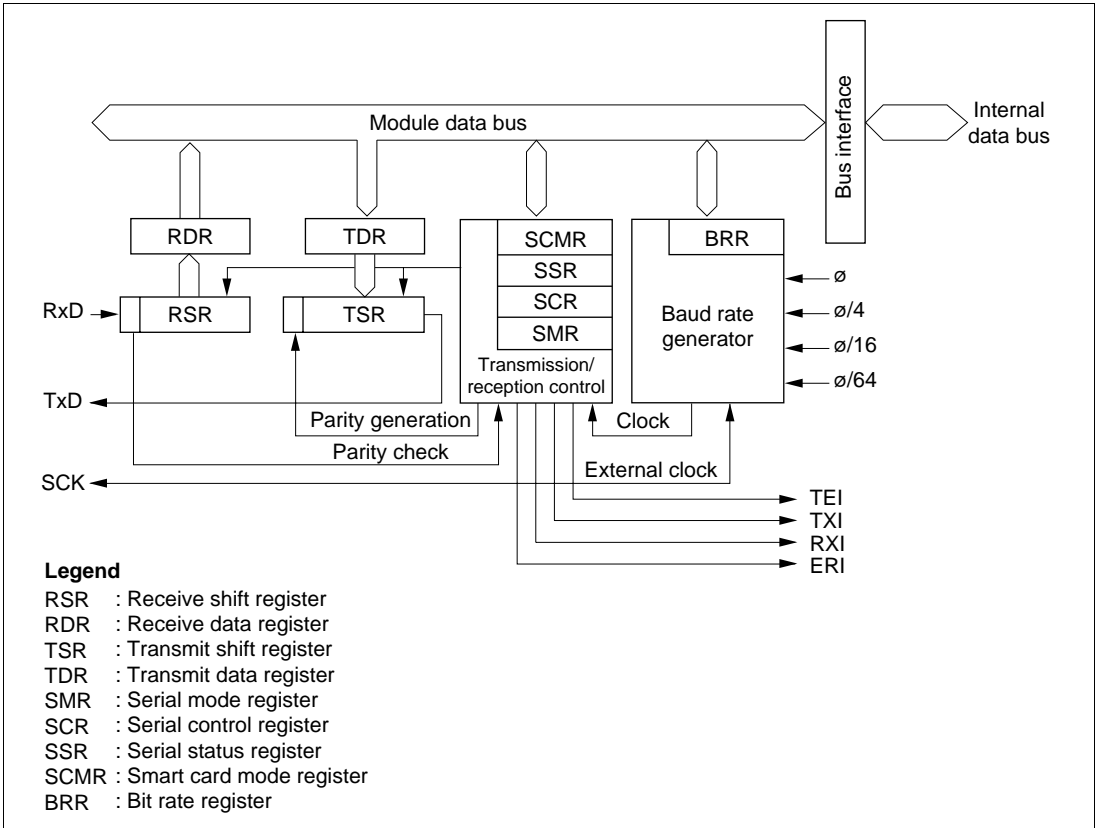 Module data bus
Bus interface
Internal
data bus
RDR
TDR
SCMR
SSR
SCR
SMR
Transmission/
reception control
BRR
Baud rate
generator
ø
ø/4
ø/16
ø/64
RxD
RSR
TSR
TxD
Parity generation
Parity check
Clock
External clock
SCK
TEI
TXI
RXI
ERI
Legend
RSR : Receive shift register
RDR : Receive data register
TSR : Transmit shift register
TDR : Transmit data register
SMR : Serial mode register
SCR : Serial control register
SSR : Serial status register
SCMR : Smart card mode register
BRR : Bit rate register